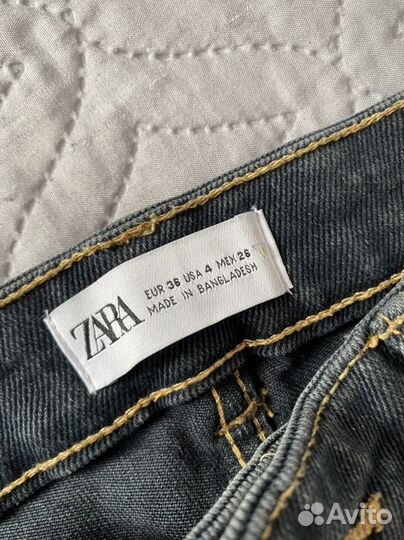 ZARA
EUR 36 USA 4 MEX 26
MADE IN BANGLADESH
Avito